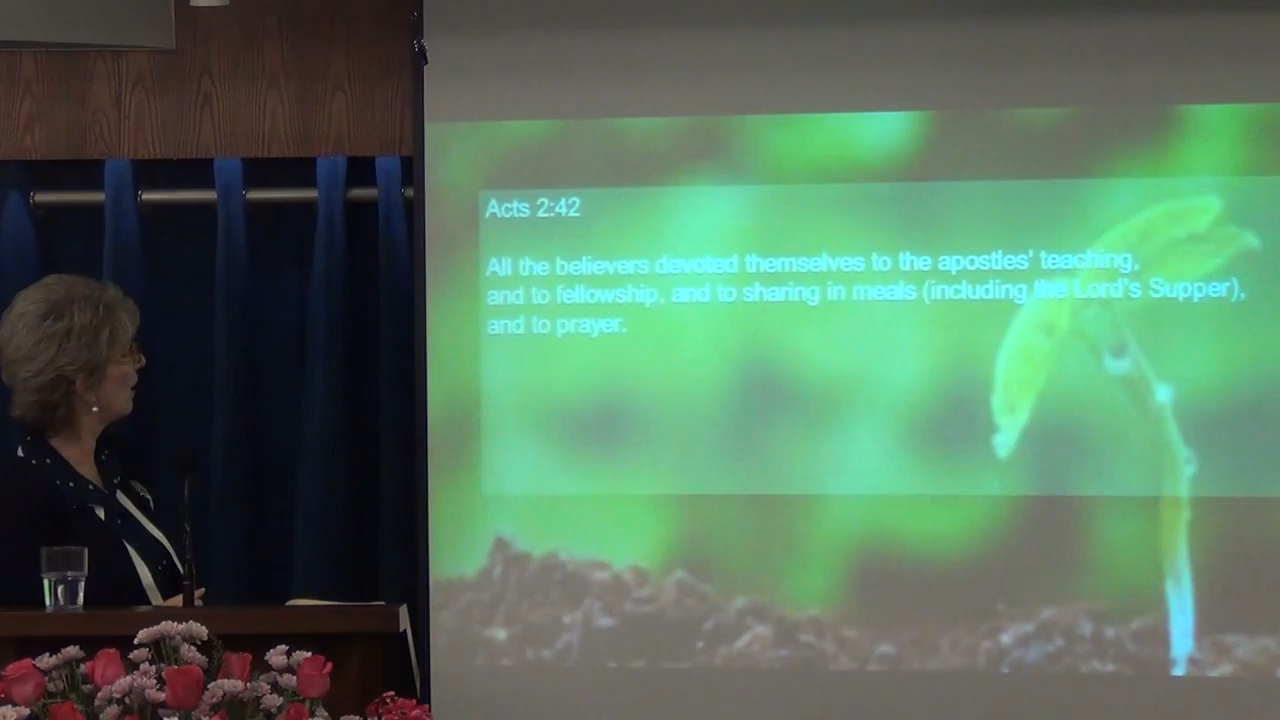 Acts 2:42
All the believers devoted themselves to the apostles' teaching,
and to fellowship, and to sharing in meals (including the Lord's Supper),
and to prayer.